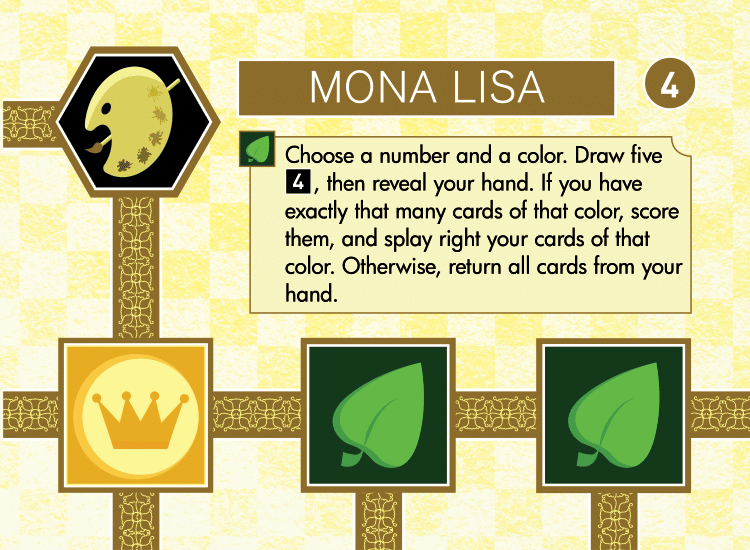 MONA LISA
4
Choose a number and a color. Draw five
4, then reveal your hand. If you have
exactly that many cards of that color, score
them, and splay right your cards of that
color. Otherwise, return all cards from your
hand.